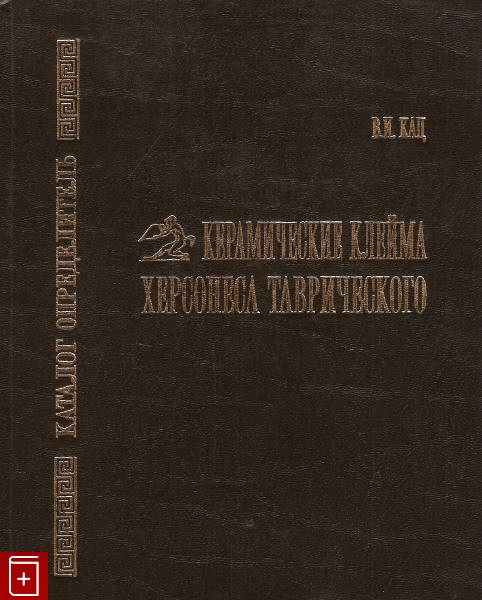 В.И. КАЦ
КЕРАМИЧЕСКИЕ КЛЕЙМА
ХЕРСОНЕСА ТАВРИЧЕСКОГО
КАТАЛОГ ОПРЕДЕЛИТЕЛЬ